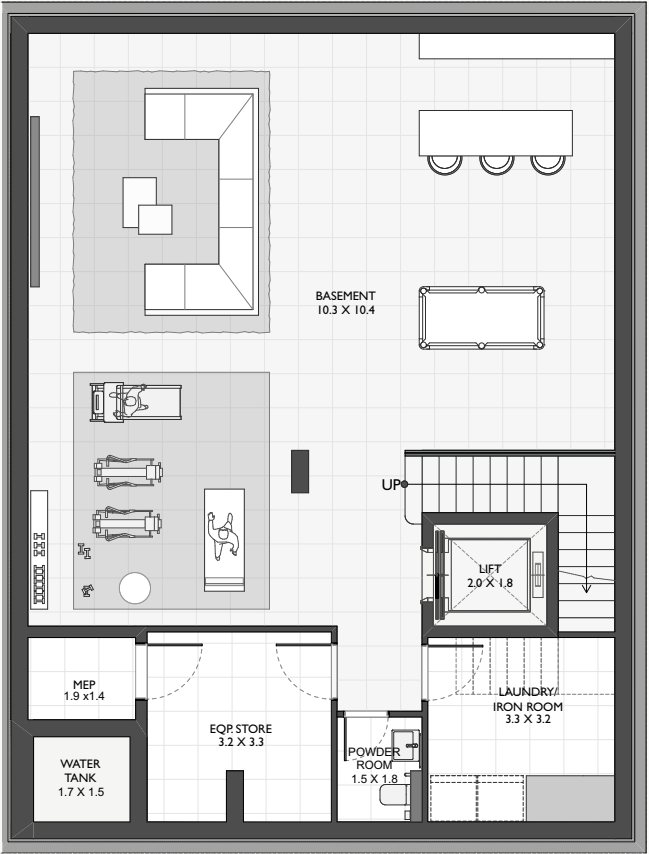 BASEMENT
10.3 X 10.4
UP
LIFT
2.0 X 1.8
MEP
1.9 x1.4
EQP. STORE
3.2 X 3.3
LAUNDRY/
IRON ROOM
3.3 X 3.2
POWDER
ROOM
1.5 X 1.8
WATER
TANK
1.7 X 1.5